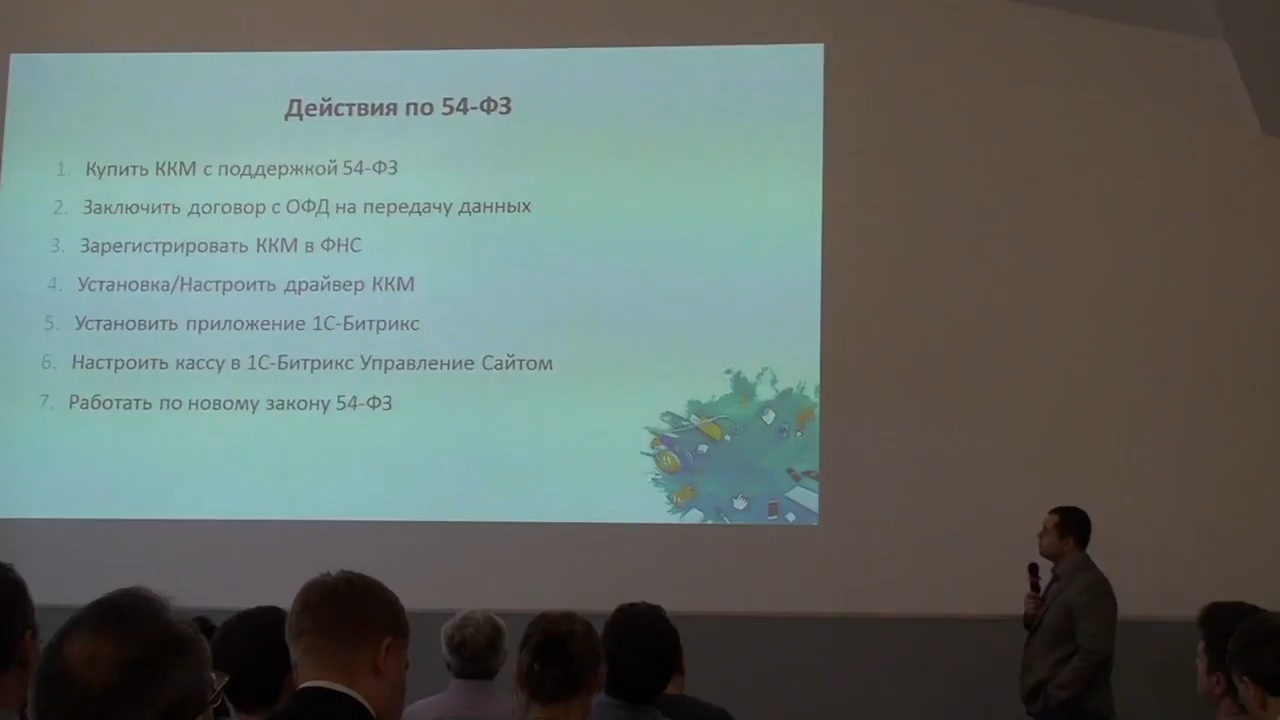 Действия по 54-ФЗ
1. Купить ККМ с поддержкой 54-ФЗ
2. Заключить договор с ОФД на передачу данных
3. Зарегистрировать ККМ в ФНС
4. Установка/Настроить драйвер ККМ
5. Установить приложение 1С-Битрикс
6. Настроить кассу в 1С-Битрикс Управление Сайтом
7. Работать по новому закону 54-ФЗ